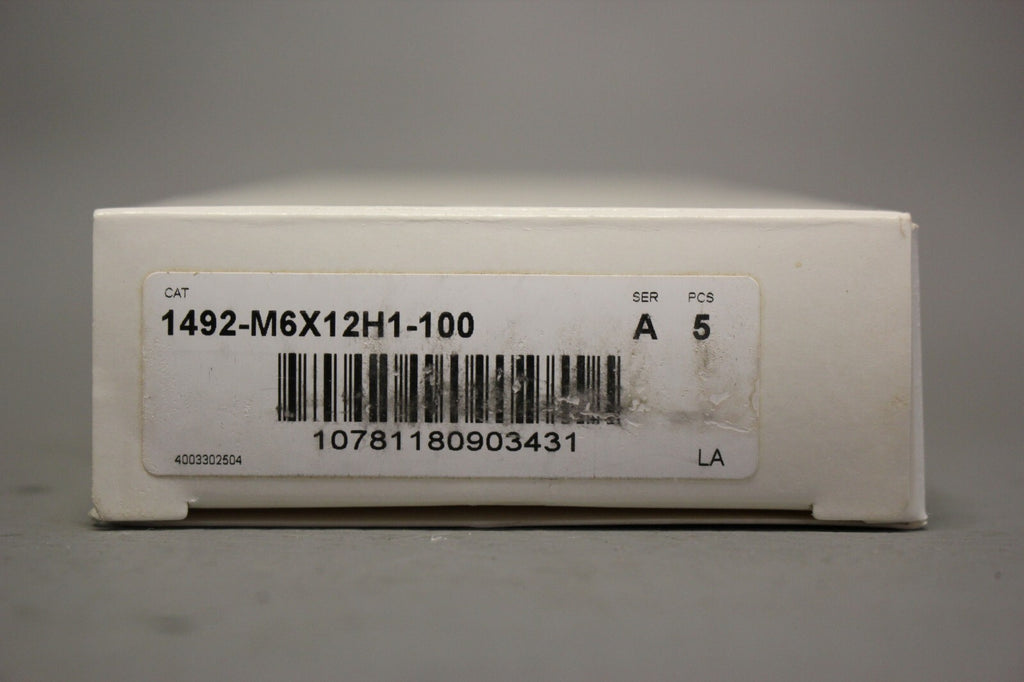 CAT SER PCS
1492-M6X12H1-100 A 5
10781180903431
4003302504 LA